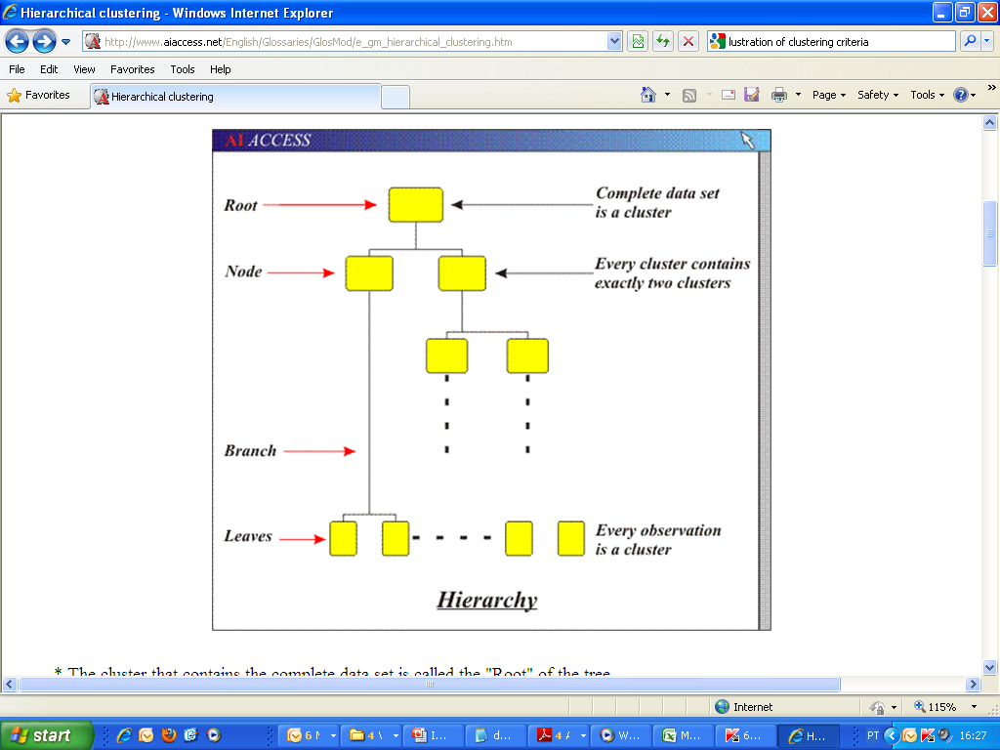 Hierarchical clustering - Windows Internet Explorer
http://www.aiaccess.net/English/Glossaries/GlosMod/e_gm_hierarchical_clustering.htm
lustration of clustering criteria
File Edit View Favorites Tools Help
Favorites
Hierarchical clustering
Page Safety Tools
AI ACCESS
Root
Complete data set
is a cluster
Node
Every cluster contains
exactly two clusters
Branch
Leaves
Every observation
is a cluster
Hierarchy
* The cluster that contains the complete data set is called the "Root" of the tree
Internet
115%
start
6 M... 4 V... I... d... 4 A... W... M... 6... H...
PT
16:27